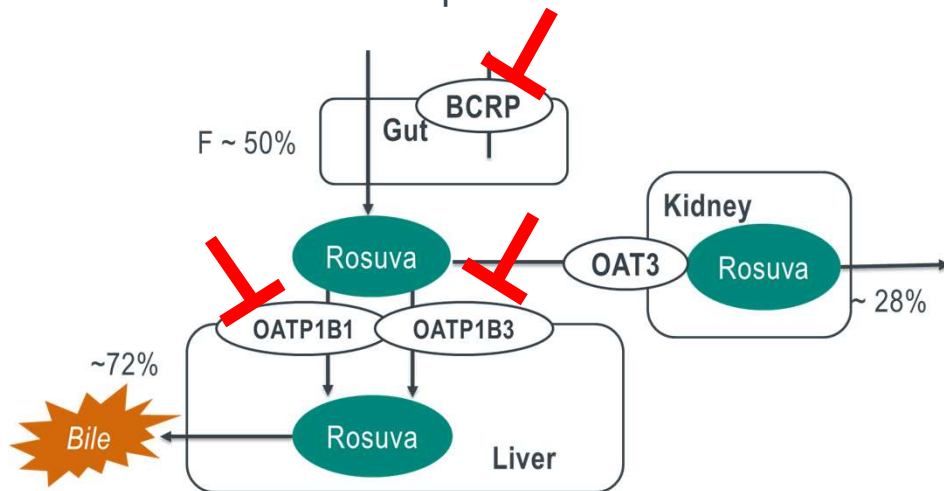 BCRP
Gut
F ~ 50%
Kidney
Rosuva
OAT3
Rosuva
~ 28%
OATP1B1
OATP1B3
~72%
Bile
Rosuva
Liver